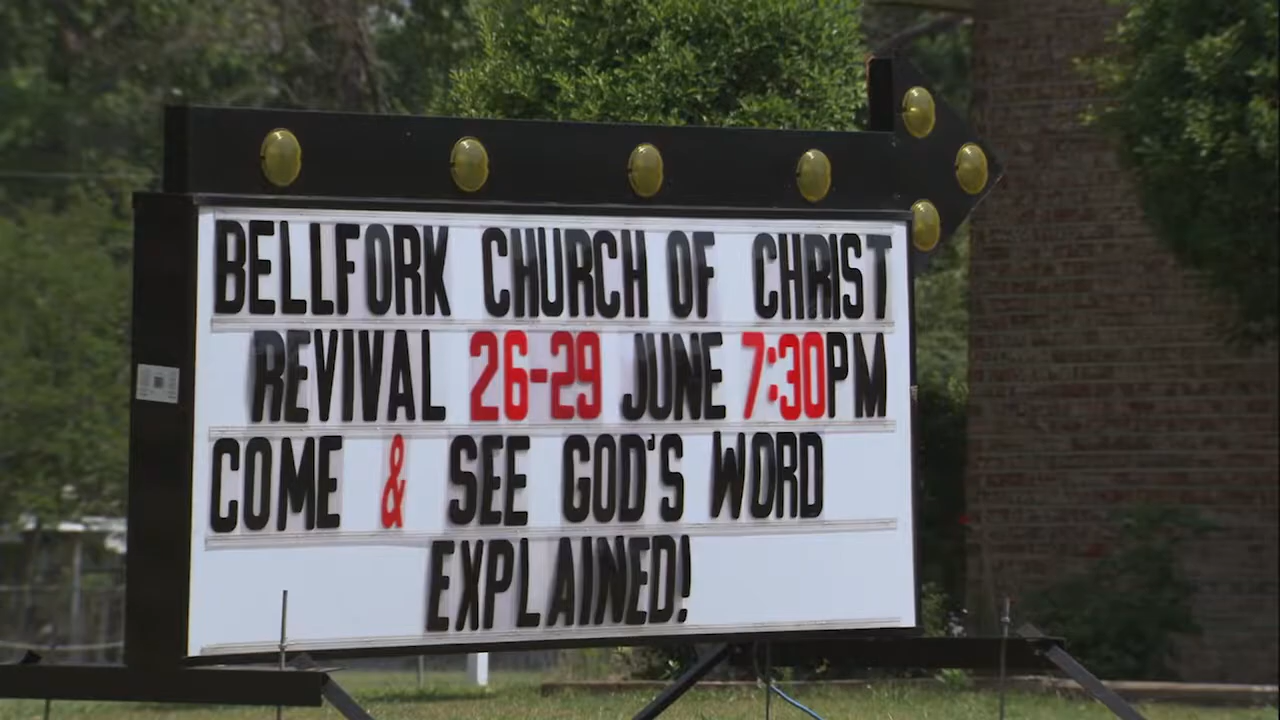 BELLFORK CHURCH OF CHRIST
REVIVAL 26-29 JUNE 7:30PM
COME & SEE GOD'S WORD
EXPLAINED!